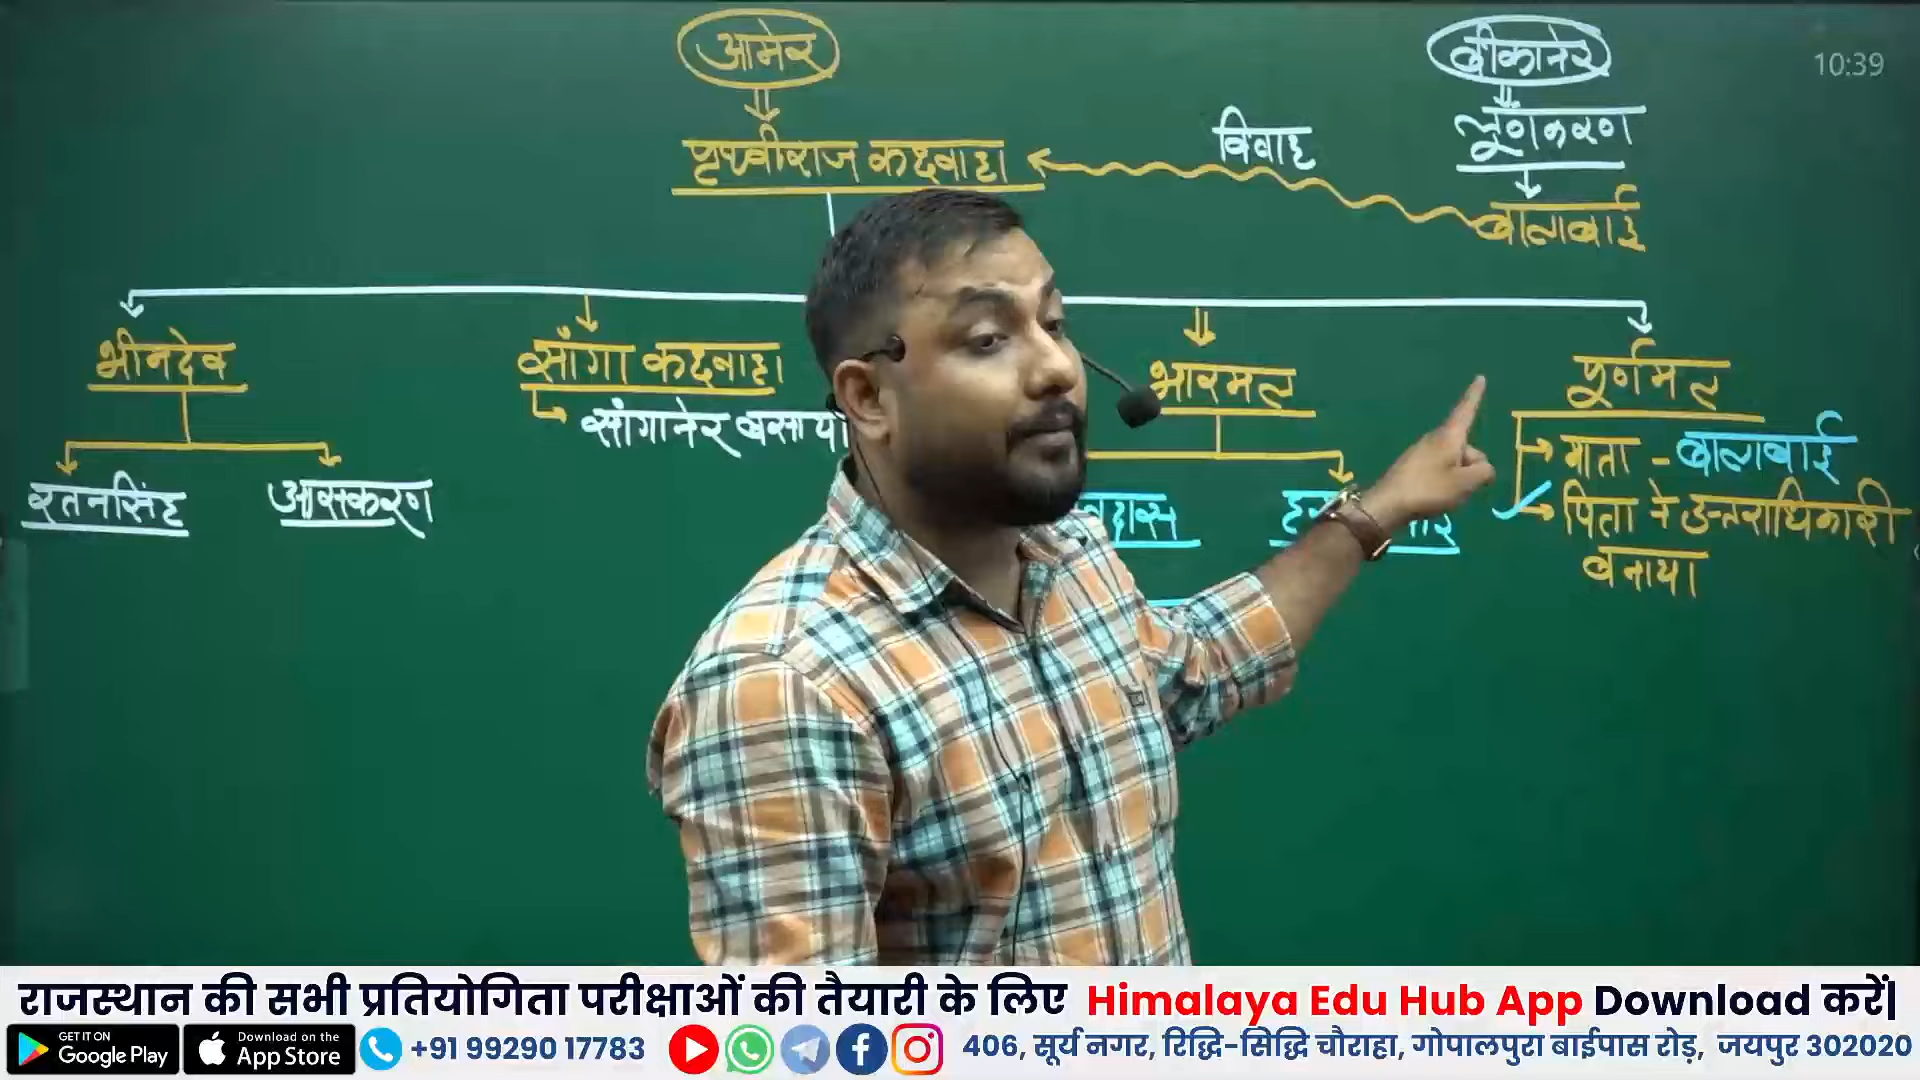 आमेर
बीकानेर
10:39
लूणकरण
विवाह
पृथ्वीराज कछवाहा
बालाबाई
भीमदेव
सांगा कछवाहा
भारमल
पूर्णमल
सांगानेर बसाया
माता - बालाबाई
रतनसिंह
आसकरण
पिता ने उत्तराधिकारी
बनाया
राजस्थान की सभी प्रतियोगिता परीक्षाओं की तैयारी के लिए Himalaya Edu Hub App Download करें|
GET IT ON
Google Play
Download on the
App Store
+91 99290 17783
406, सूर्य नगर, रिद्धि-सिद्धि चौराहा, गोपालपुरा बाईपास रोड़, जयपुर 302020